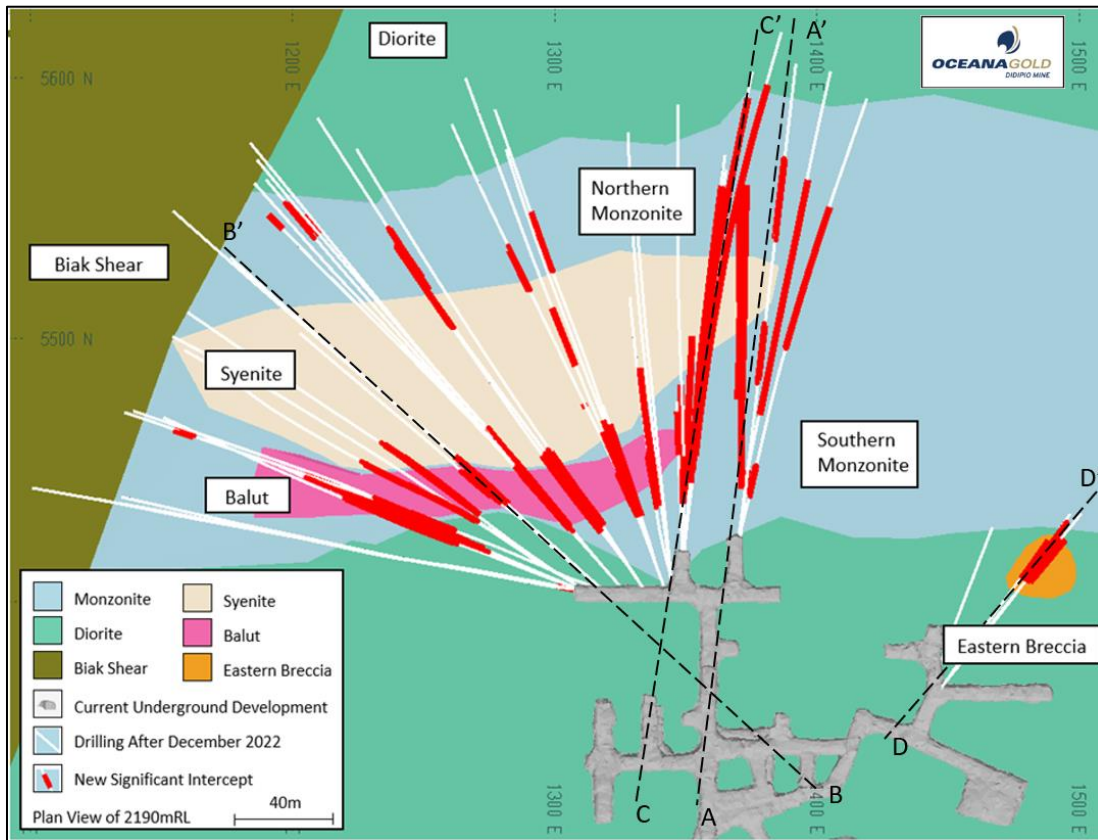 Diorite
C'
A'
OCEANAGOLD
DIDIPIO MINE
1200 E
1300 E
1400 E
1500 E
5600 N
Northern
Monzonite
B'
Biak Shear
5500 N
Syenite
Southern
Monzonite
Balut
D'
Monzonite
Syenite
Diorite
Balut
Biak Shear
Eastern Breccia
Current Underground Development
Drilling After December 2022
New Significant Intercept
Plan View of 2190mRL
40m
Eastern Breccia
D
B
C
A
1300 E
1400 E
1500 E